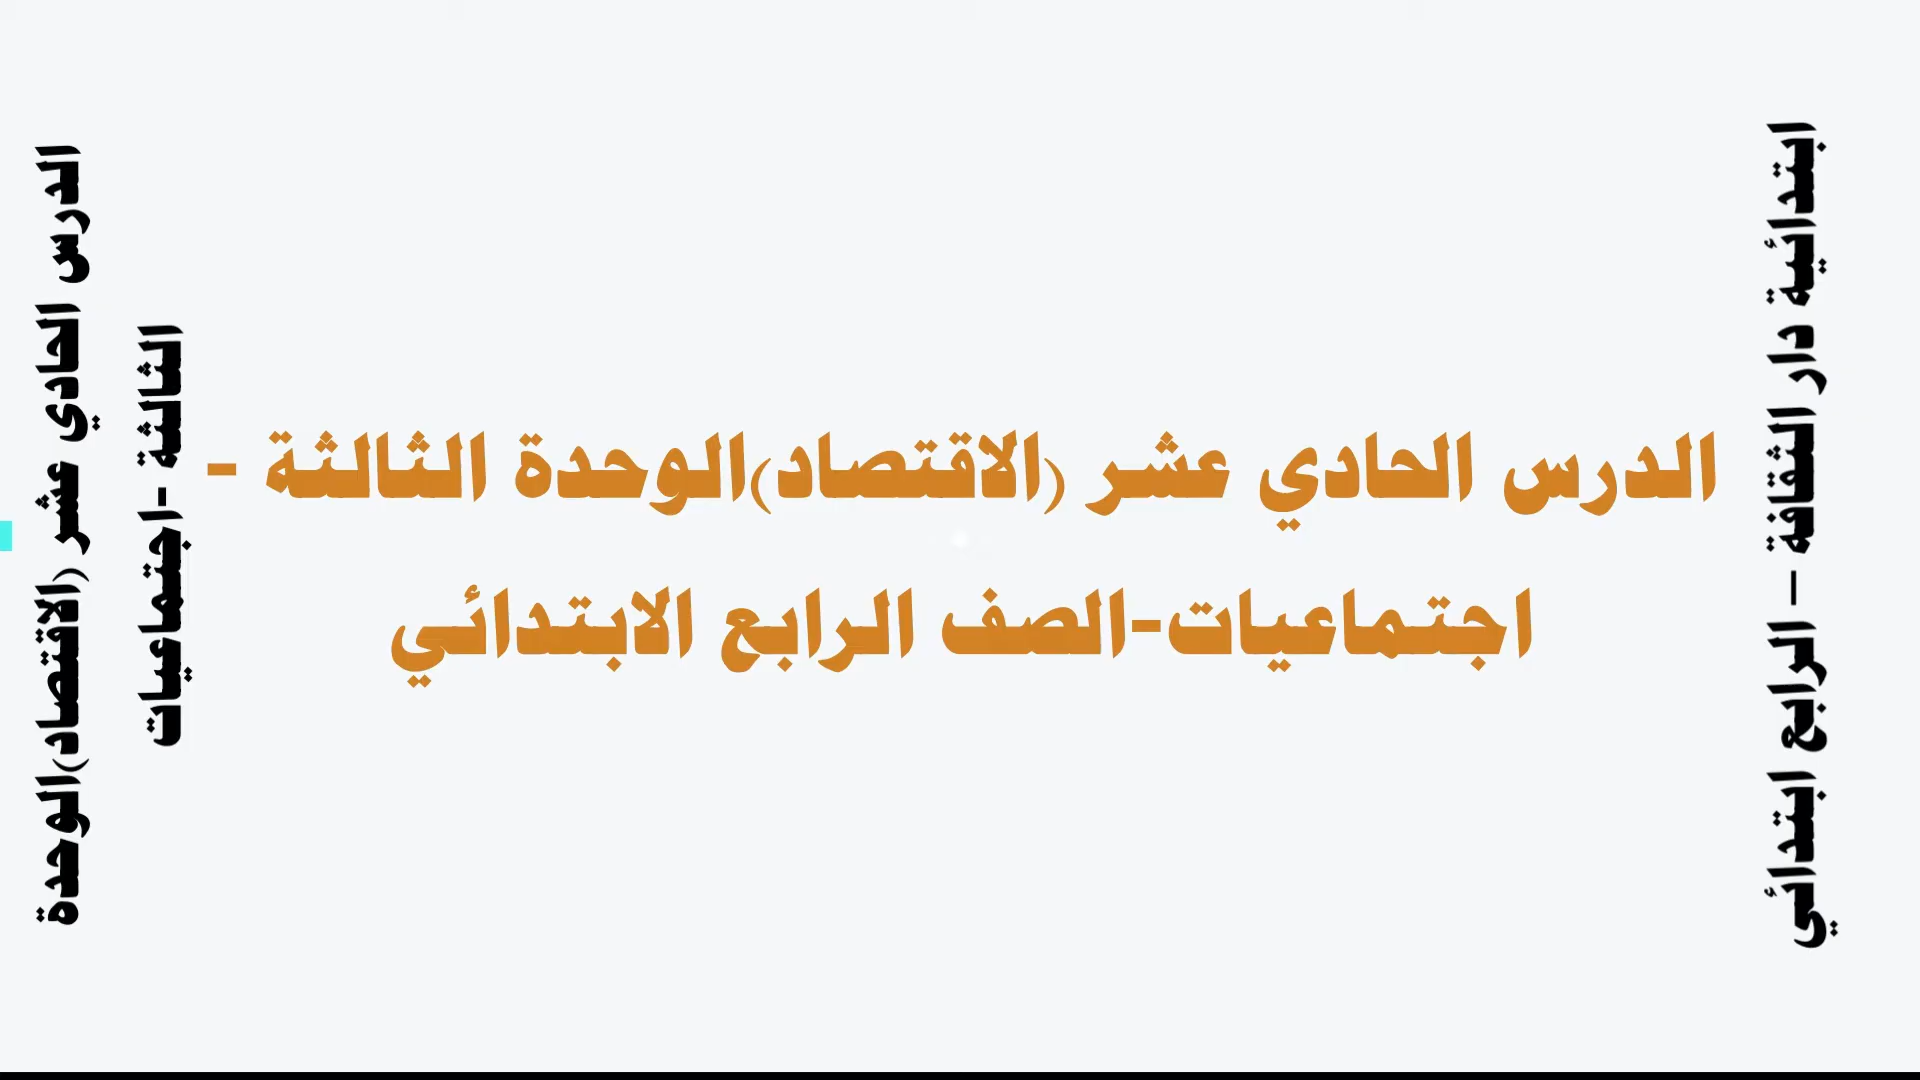 الدرس الحادي عشر (الاقتصاد)الوحدة الثالثة -
اجتماعيات-الصف الرابع الابتدائي
ابتدائية دار الثقافة – الرابع ابتدائي
الدرس الحادي عشر (الاقتصاد)الوحدة
الثالثة -اجتماعيات